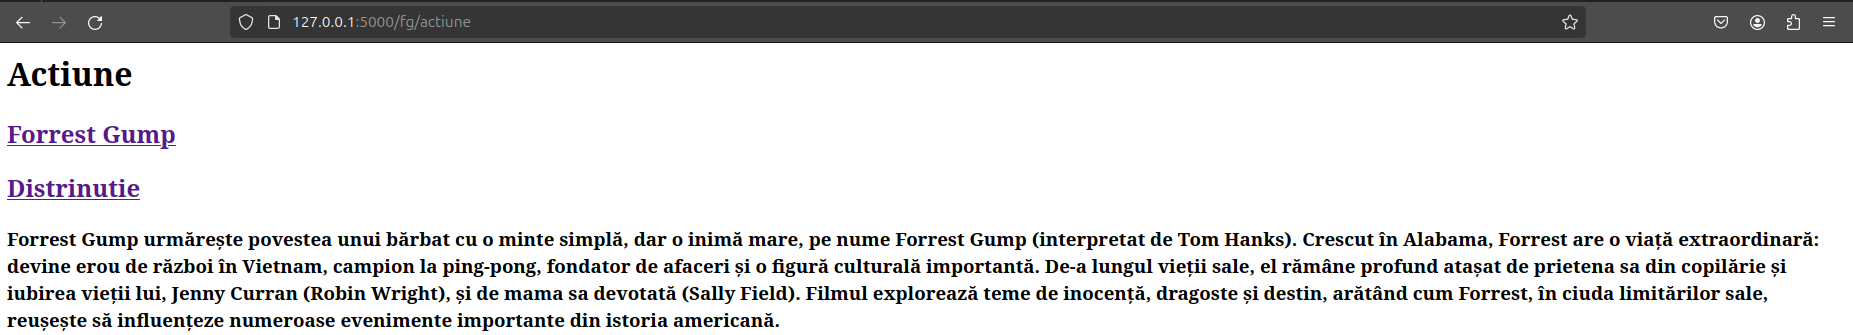 127.0.0.1:5000/fg/actiune
Actiune
Forrest Gump
Distrinutie
Forrest Gump urmărește povestea unui bărbat cu o minte simplă, dar o inimă mare, pe nume Forrest Gump (interpretat de Tom Hanks). Crescut în Alabama, Forrest are o viață extraordinară:
devine erou de război în Vietnam, campion la ping-pong, fondator de afaceri și o figură culturală importantă. De-a lungul vieții sale, el rămâne profund atașat de prietena sa din copilărie și
iubirea vieții lui, Jenny Curran (Robin Wright), și de mama sa devotată (Sally Field). Filmul explorează teme de inocență, dragoste și destin, arătând cum Forrest, în ciuda limitărilor sale,
reușește să influențeze numeroase evenimente importante din istoria americană.